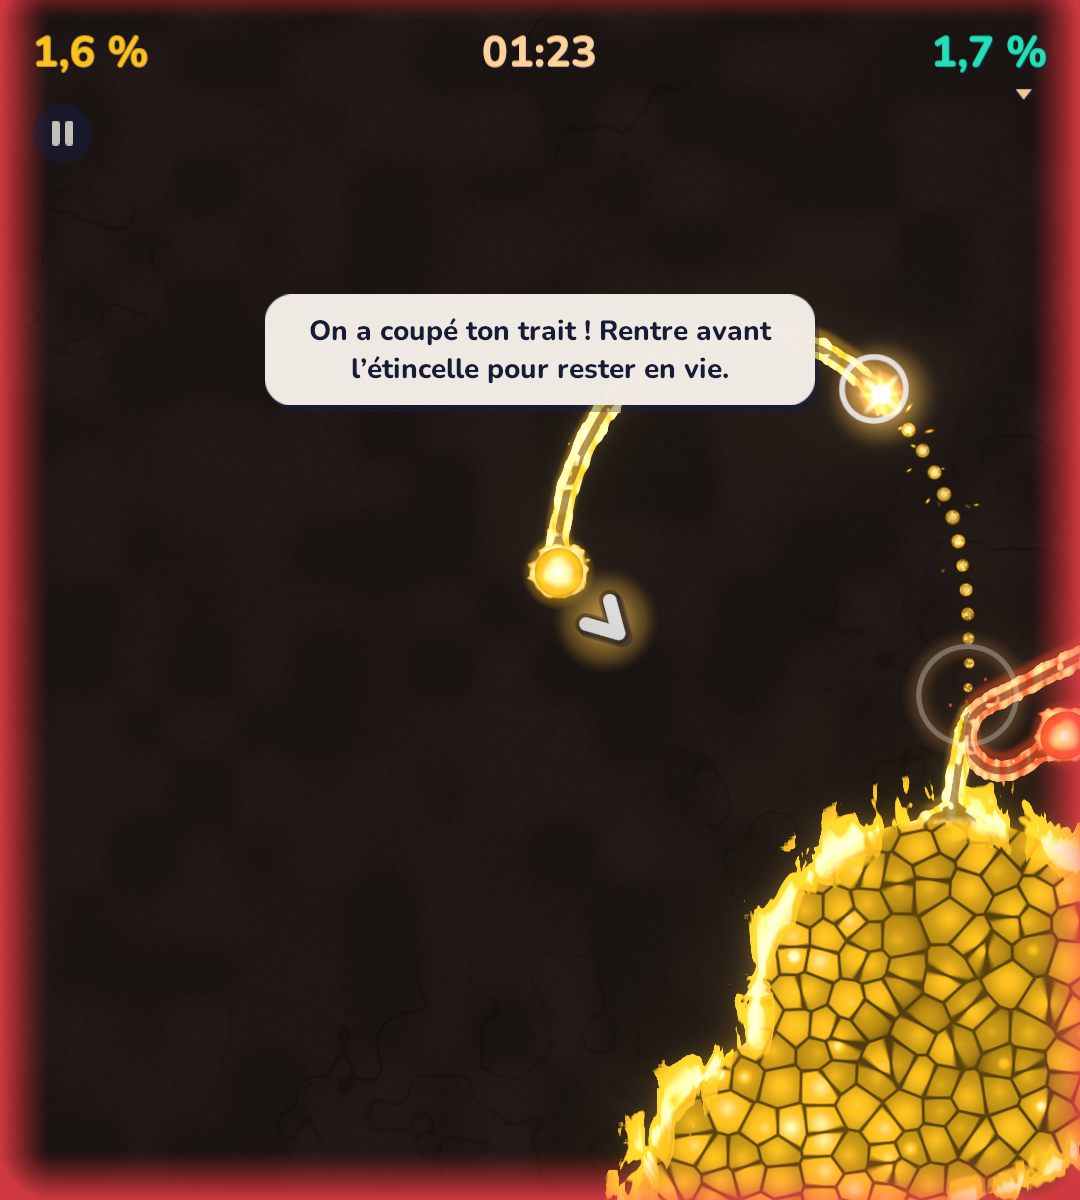 1,6 %
01:23
1,7 %
On a coupé ton trait ! Rentre avant
l’étincelle pour rester en vie.